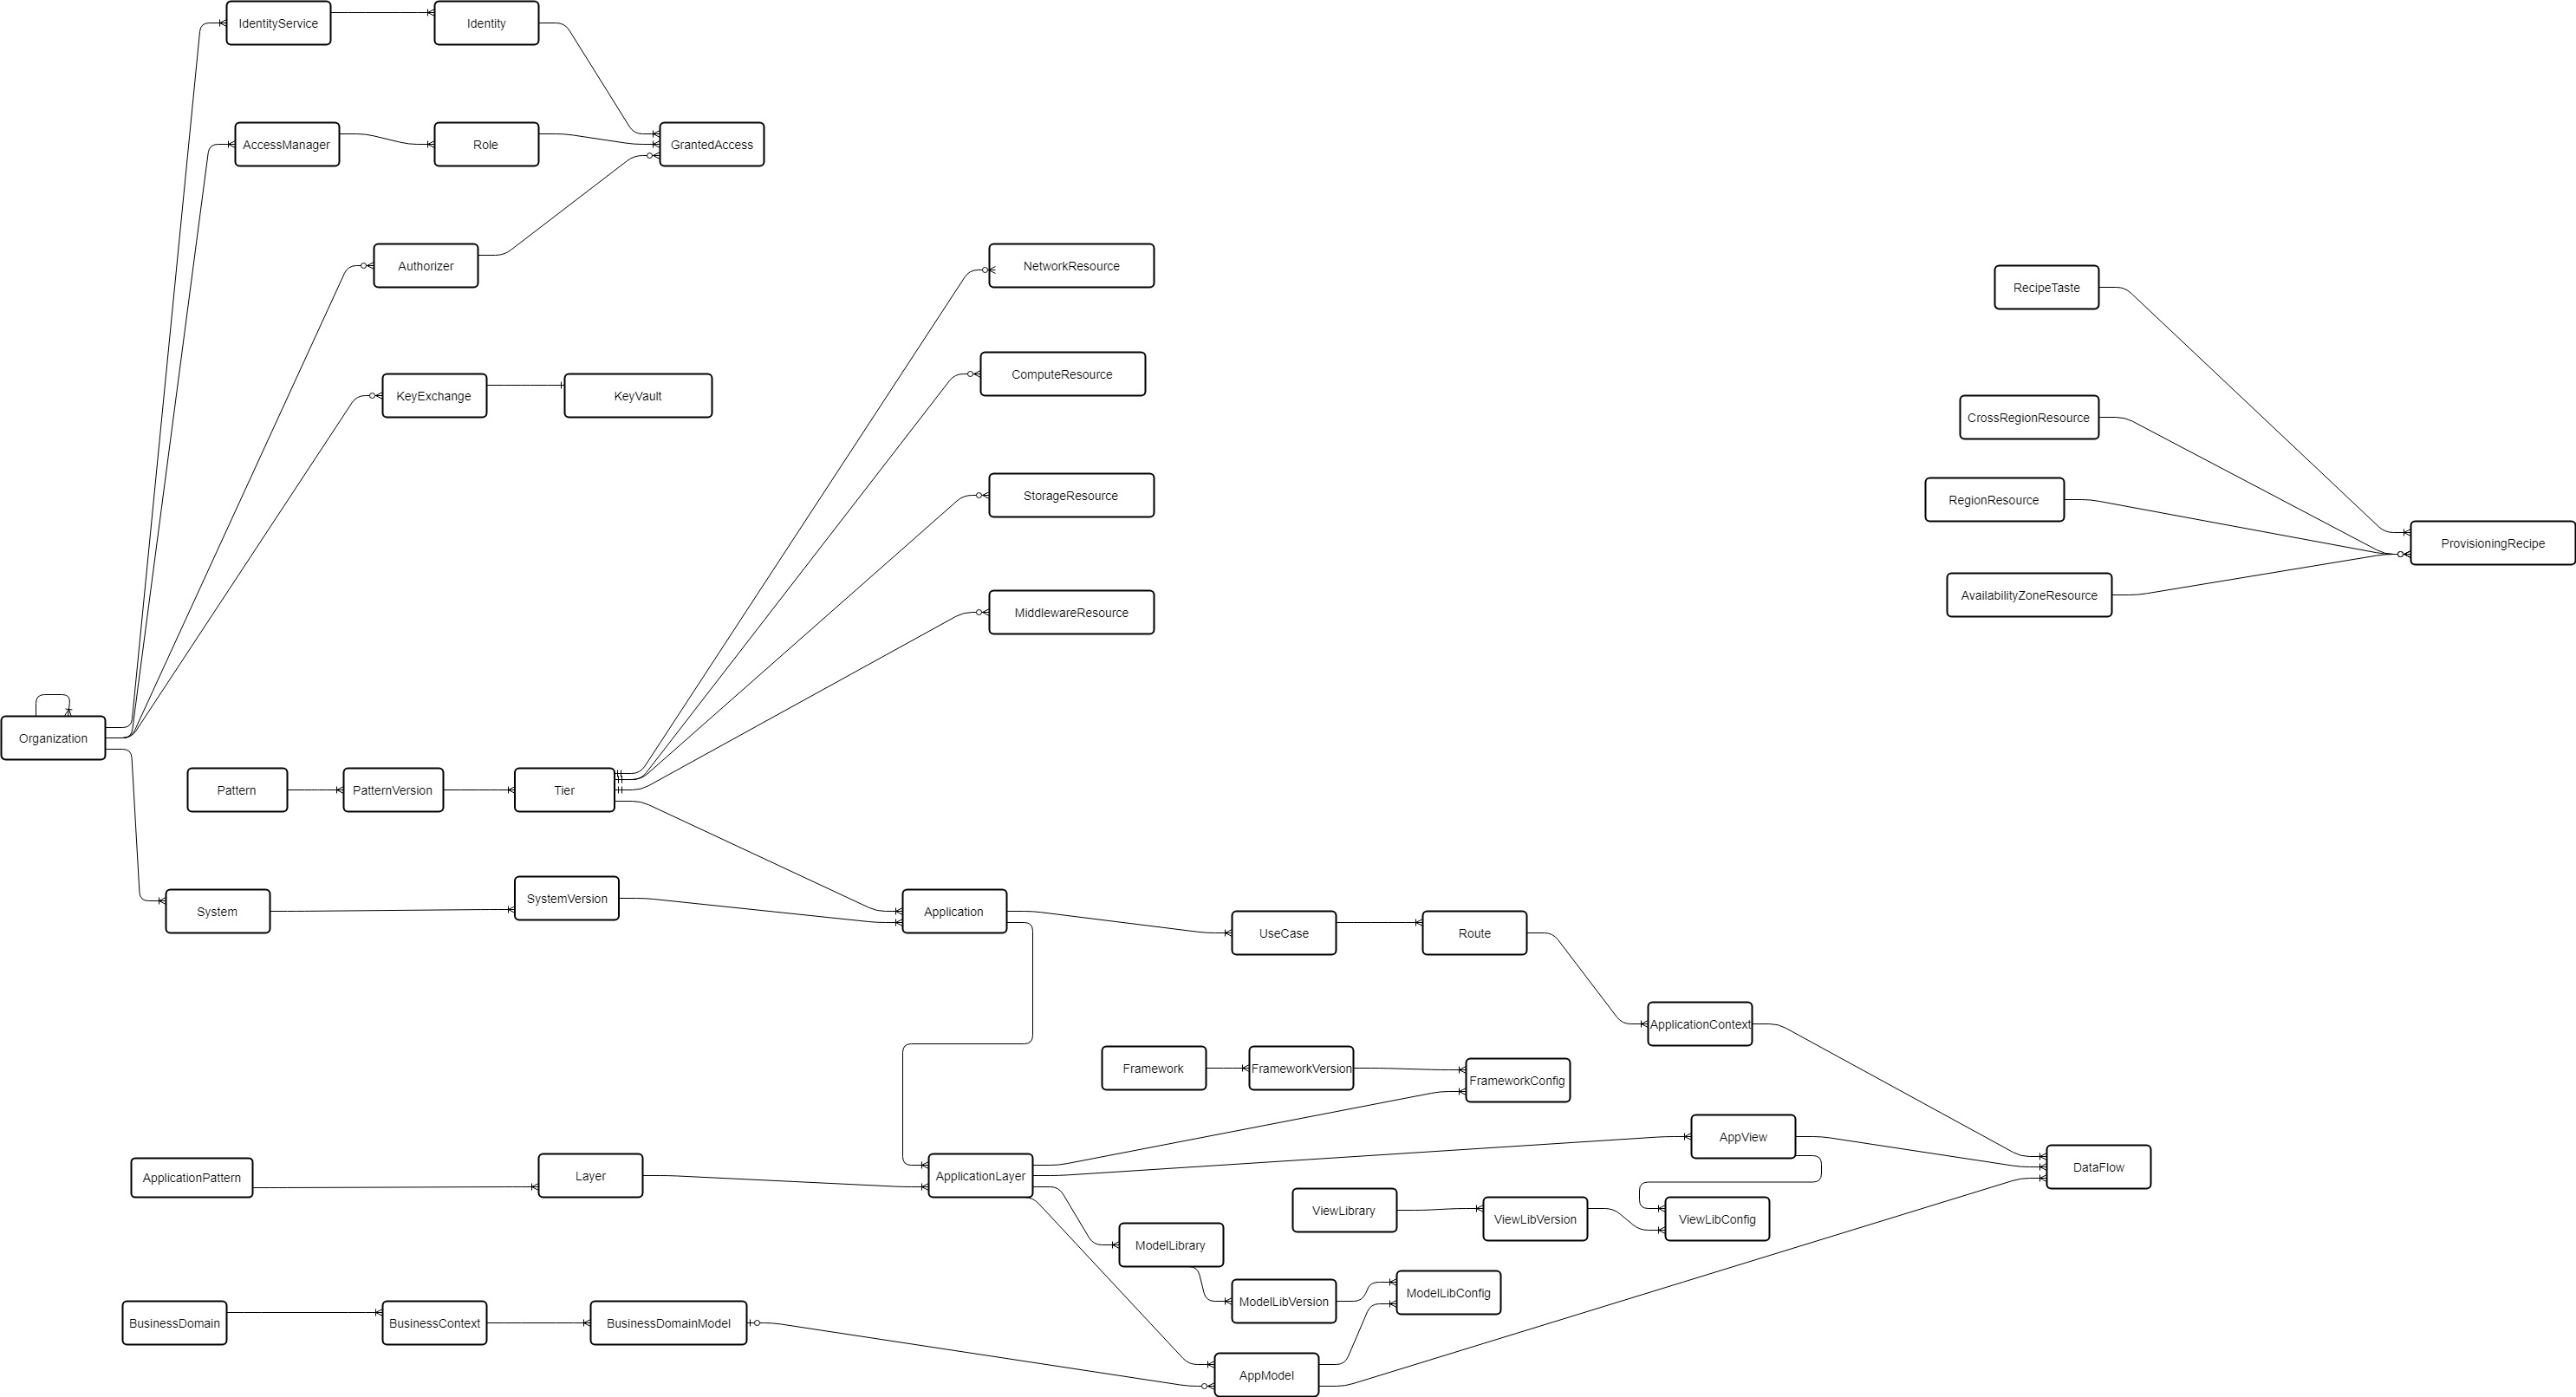 IdentityService
Identity
AccessManager
Role
GrantedAccess
Authorizer
NetworkResource
RecipeTaste
KeyExchange
KeyVault
ComputeResource
CrossRegionResource
StorageResource
RegionResource
ProvisioningRecipe
MiddlewareResource
AvailabilityZoneResource
Organization
Pattern
PatternVersion
Tier
System
SystemVersion
Application
UseCase
Route
ApplicationContext
Framework
FrameworkVersion
FrameworkConfig
AppView
DataFlow
ApplicationPattern
Layer
ApplicationLayer
ViewLibrary
ViewLibVersion
ViewLibConfig
ModelLibrary
ModelLibVersion
ModelLibConfig
BusinessDomain
BusinessContext
BusinessDomainModel
AppModel